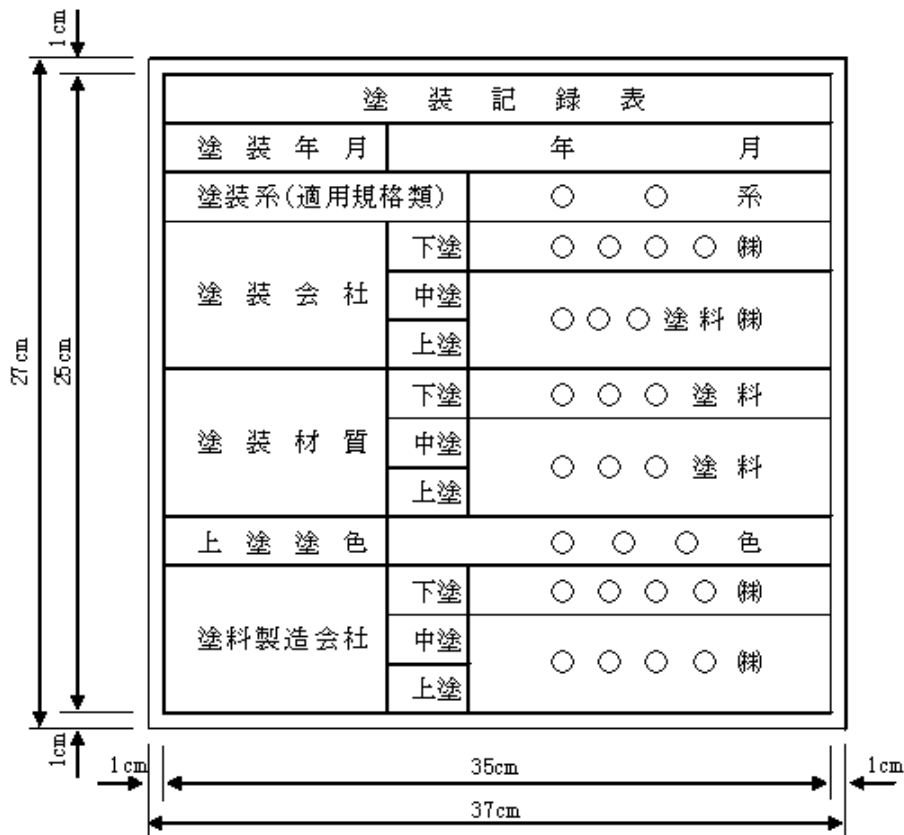 1cm
塗装記録表
塗装年月 年 月
塗装系(適用規格類) ○ ○ 系
下塗 ○○○○㈱
塗装会社 中塗 ○○○塗料㈱
上塗
下塗 ○○○塗料
塗装材質 中塗 ○○○塗料
上塗
上塗塗色 ○○○色
下塗 ○○○○㈱
塗料製造会社 中塗 ○○○○㈱
上塗
27cm
25cm
1cm
1cm 35cm 1cm
37cm